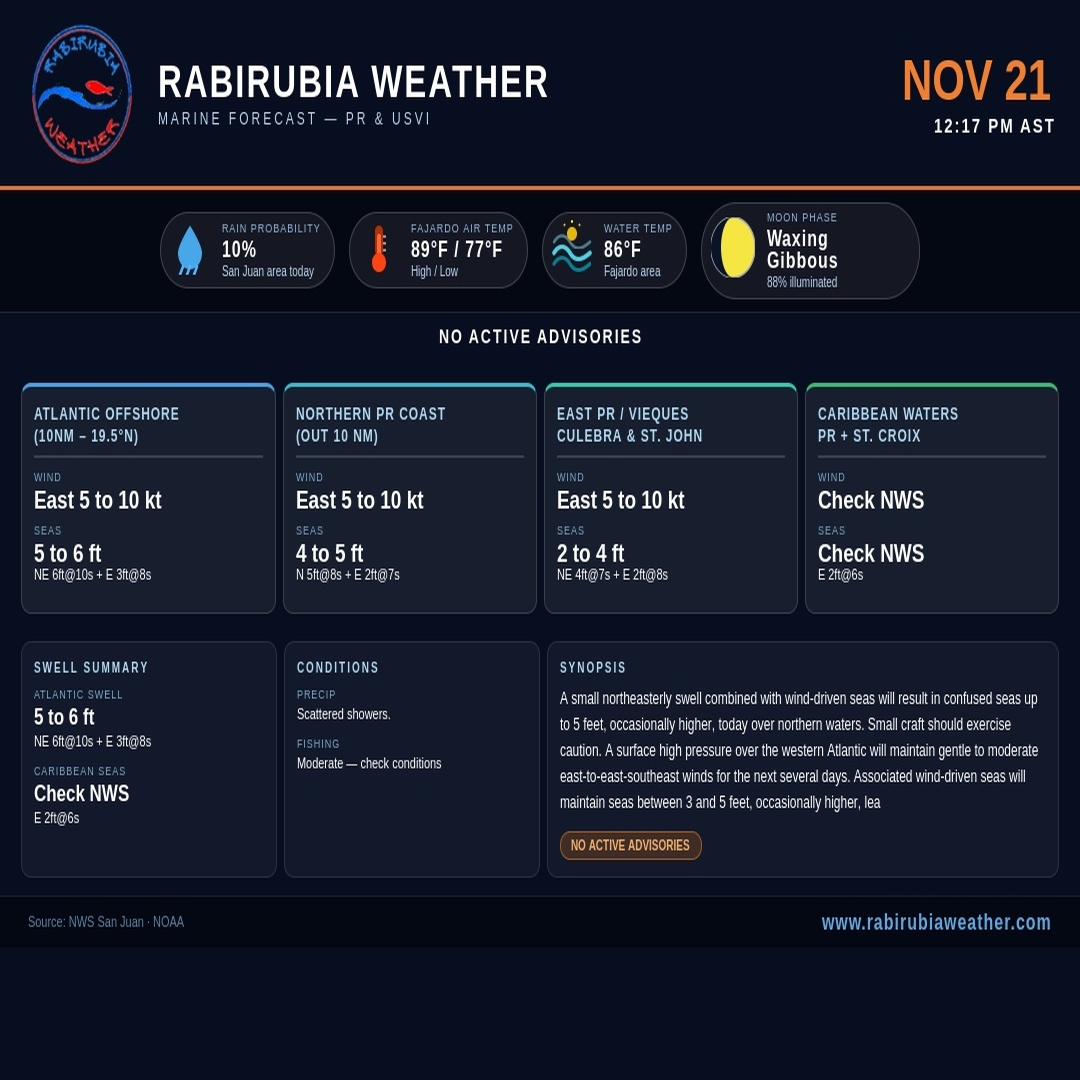 RABIRUBIA
WEATHER
RABIRUBIA WEATHER
MARINE FORECAST — PR & USVI
NOV 21
12:17 PM AST
RAIN PROBABILITY
10%
San Juan area today
FAJARDO AIR TEMP
89°F / 77°F
High / Low
WATER TEMP
86°F
Fajardo area
MOON PHASE
Waxing
Gibbous
88% illuminated
NO ACTIVE ADVISORIES
ATLANTIC OFFSHORE
(10NM – 19.5°N)
WIND
East 5 to 10 kt
SEAS
5 to 6 ft
NE 6ft@10s + E 3ft@8s
NORTHERN PR COAST
(OUT 10 NM)
WIND
East 5 to 10 kt
SEAS
4 to 5 ft
N 5ft@8s + E 2ft@7s
EAST PR / VIEQUES
CULEBRA & ST. JOHN
WIND
East 5 to 10 kt
SEAS
2 to 4 ft
NE 4ft@7s + E 2ft@8s
CARIBBEAN WATERS
PR + ST. CROIX
WIND
Check NWS
SEAS
Check NWS
E 2ft@6s
SWELL SUMMARY
ATLANTIC SWELL
5 to 6 ft
NE 6ft@10s + E 3ft@8s
CARIBBEAN SEAS
Check NWS
E 2ft@6s
CONDITIONS
PRECIP
Scattered showers.
FISHING
Moderate — check conditions
SYNOPSIS
A small northeasterly swell combined with wind-driven seas will result in confused seas up
to 5 feet, occasionally higher, today over northern waters. Small craft should exercise
caution. A surface high pressure over the western Atlantic will maintain gentle to moderate
east-to-east-southeast winds for the next several days. Associated wind-driven seas will
maintain seas between 3 and 5 feet, occasionally higher, lea
NO ACTIVE ADVISORIES
Source: NWS San Juan · NOAA
www.rabirubiaweather.com